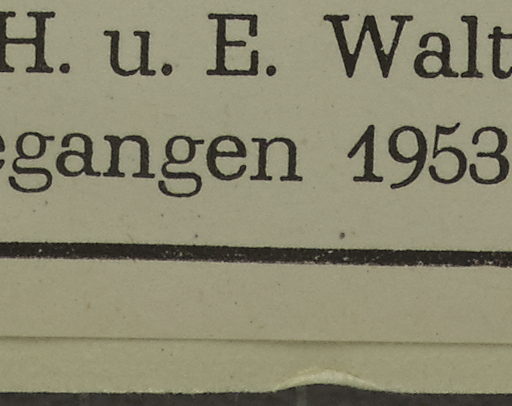 H. u. E. Walt
egangen 1953